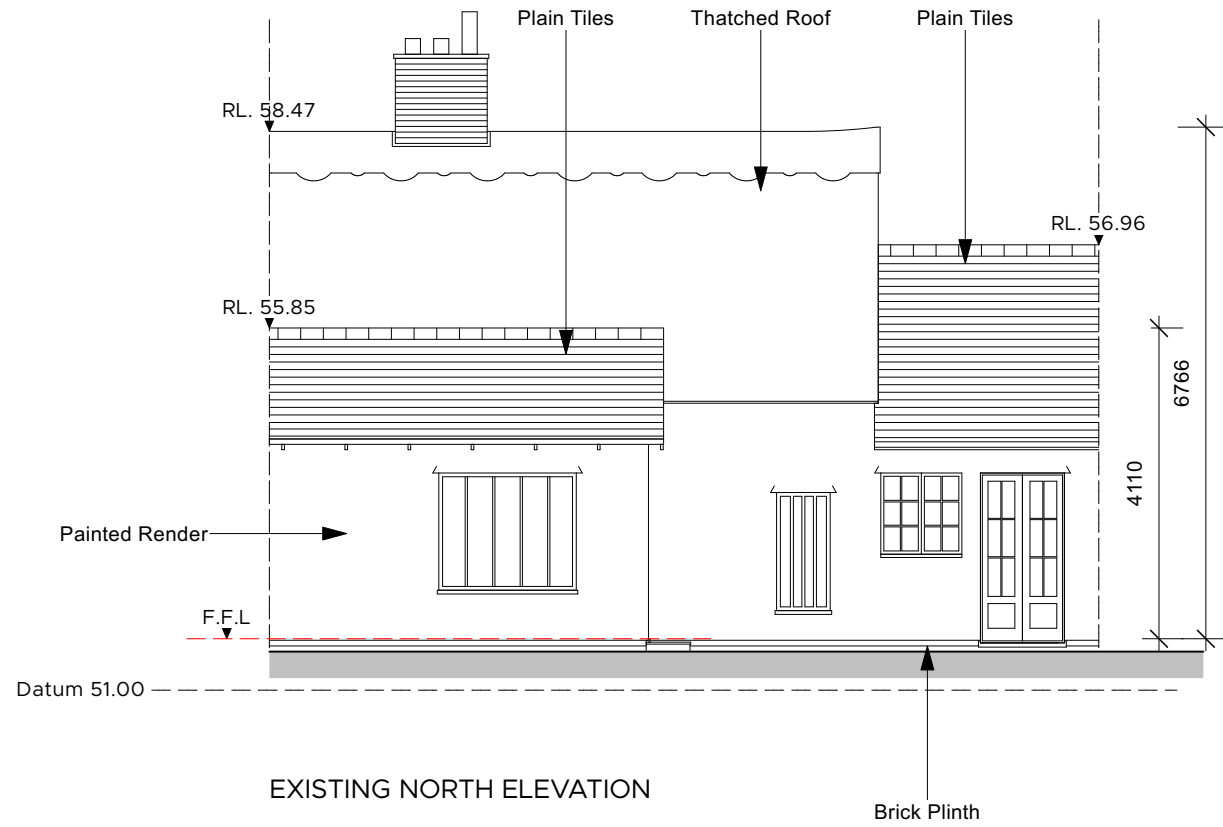 Plain Tiles
Thatched Roof
Plain Tiles
RL. 58.47
RL. 56.96
RL. 55.85
6766
4110
Painted Render
F.F.L
Datum 51.00
EXISTING NORTH ELEVATION
Brick Plinth